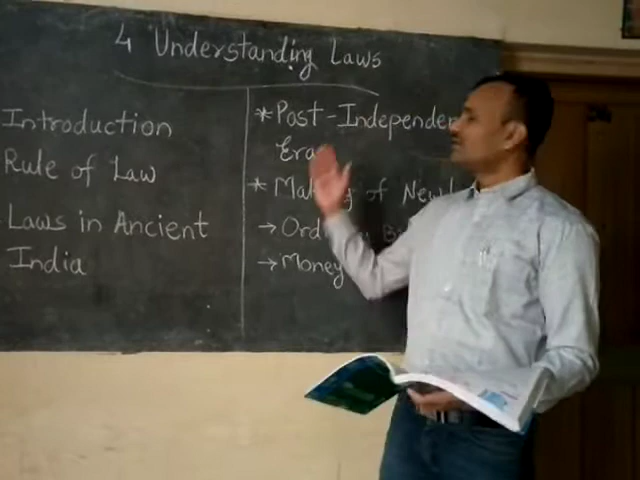 4 Understanding Laws
Introduction
Rule of Law
Laws in Ancient
India
* Post-Independen
Era
* Making of New L
→ Ord
→ Money